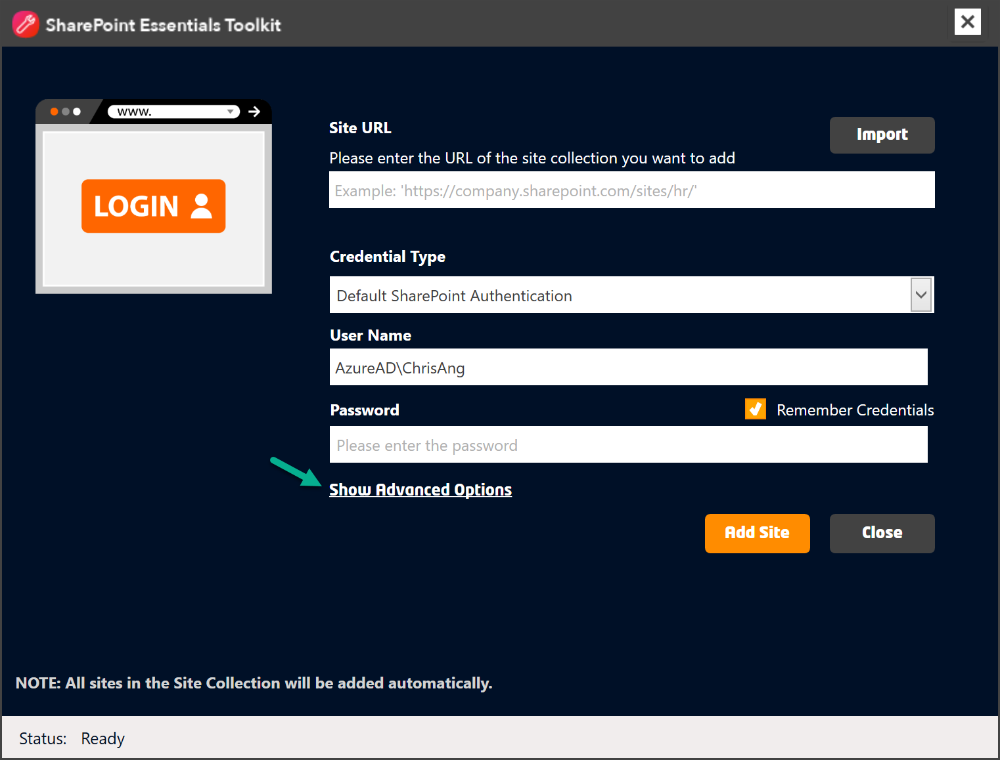 SharePoint Essentials Toolkit
www.
LOGIN
Site URL
Import
Please enter the URL of the site collection you want to add
Example: 'https://company.sharepoint.com/sites/hr/'
Credential Type
Default SharePoint Authentication
User Name
AzureAD\ChrisAng
Password
Remember Credentials
Please enter the password
Show Advanced Options
Add Site
Close
NOTE: All sites in the Site Collection will be added automatically.
Status: Ready